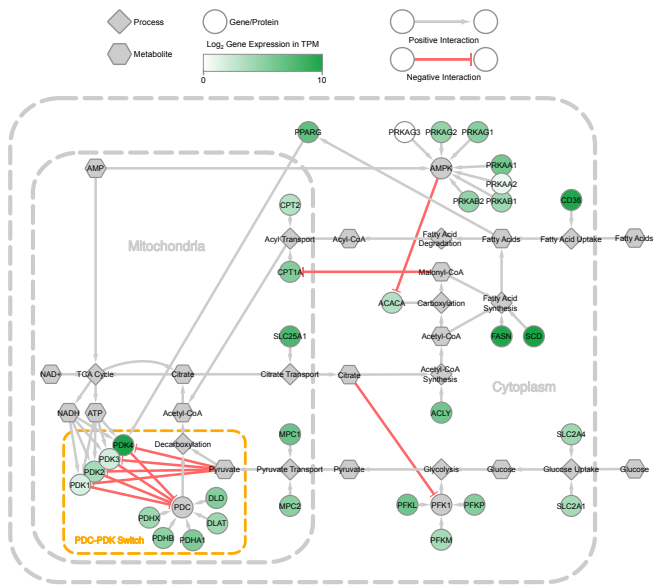 Process
Gene/Protein
Positive Interaction
Metabolite
Log2 Gene Expression in TPM
0
10
Negative Interaction
PPARG
PRKAG3
PRKAG2
PRKAG1
AMP
AMPK
PRKAA1
PRKAA2
PRKAB2
PRKAB1
CPT2
CD36
Mitochondria
Acyl Transport
Acyl-CoA
Fatty Acid
Degradation
Fatty Acids
Fatty Acid Uptake
Fatty Acids
CPT1A
Malonyl-CoA
ACACA
Carboxylation
Fatty Acid
Synthesis
SLC25A1
Acetyl-CoA
FASN
SCD
NAD+
TCA Cycle
Citrate
Citrate Transport
Citrate
Acetyl-CoA
Synthesis
Cytoplasm
NADH
ATP
Acetyl-CoA
ACLY
PDK4
Decarboxylation
MPC1
SLC2A4
PDK3
PDK2
PDK1
Pyruvate
Pyruvate Transport
Pyruvate
Glycolysis
Glucose
Glucose Uptake
Glucose
DLD
PDHX
PDC
DLAT
MPC2
PFKL
PFK1
PFKP
SLC2A1
PDC-PDK Switch
PDHB
PDHA1
PFKM